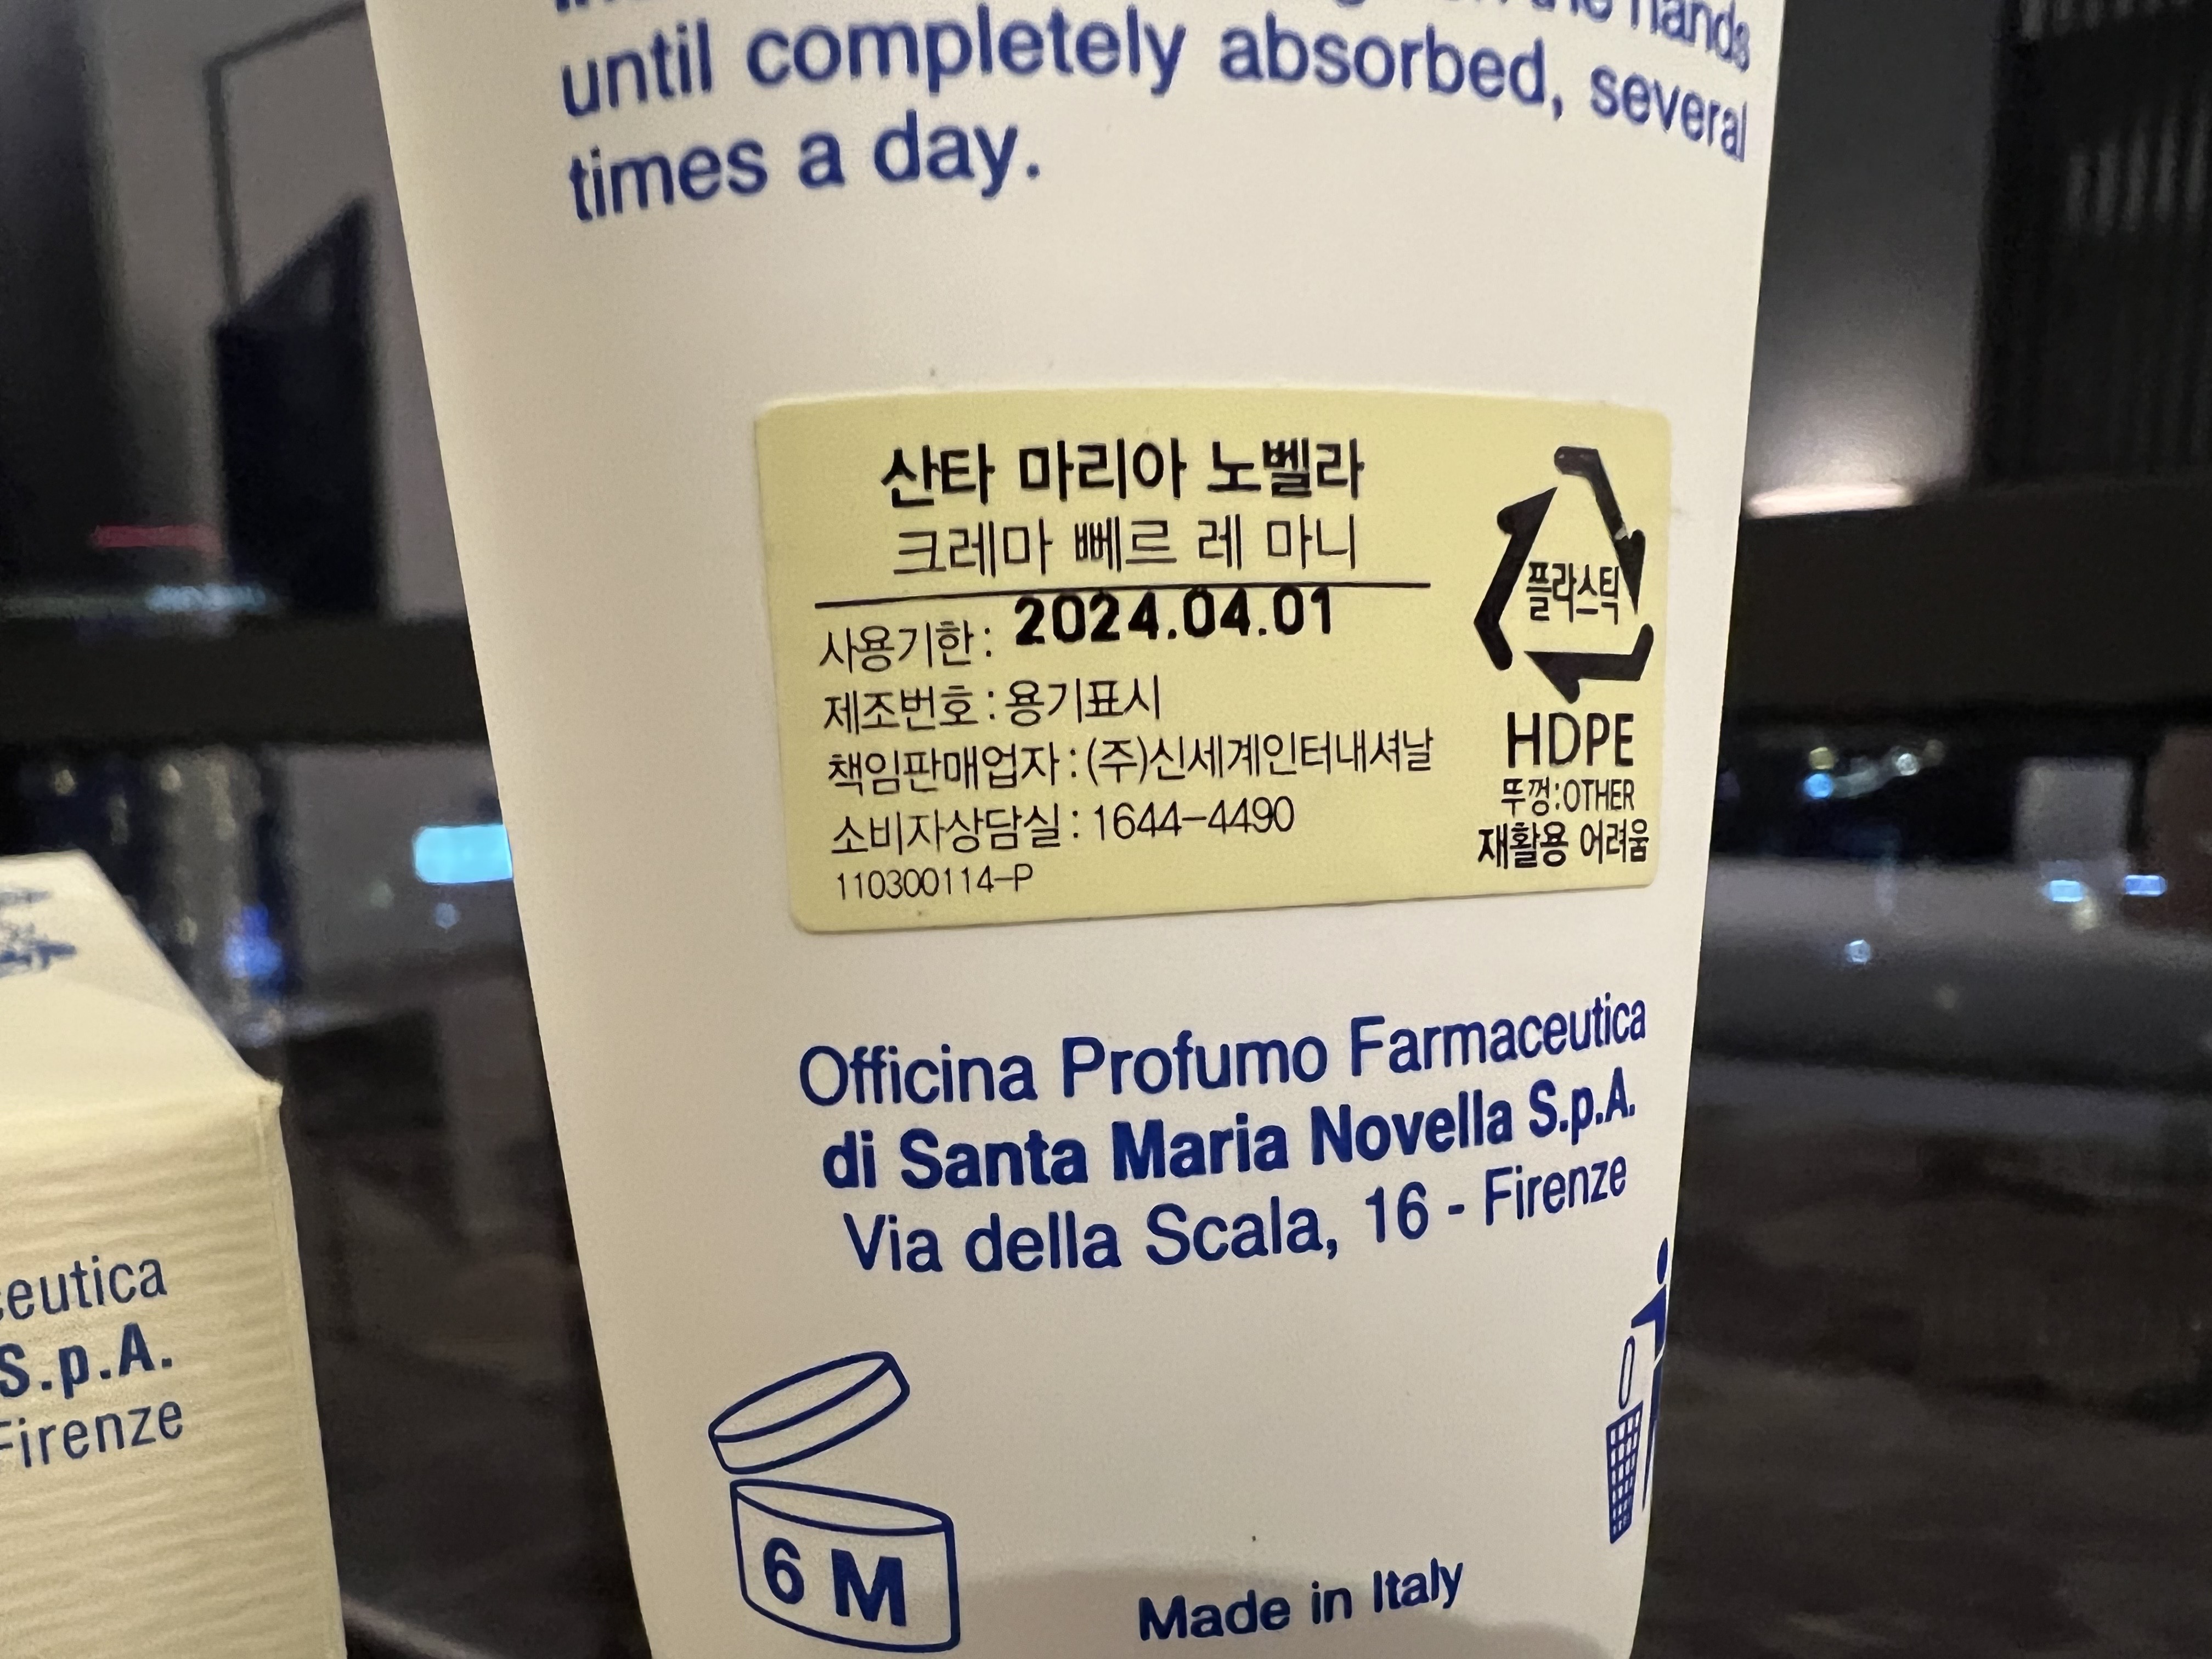 the hands
until completely absorbed, several
times a day.
산타 마리아 노벨라
크레마 뻬르 레 마니
사용기한 : 2024.04.01
제조번호 : 용기표시
책임판매업자 : (주)신세계인터내셔날
소비자상담실 : 1644-4490
110300114-P
플라스틱
HDPE
뚜껑:OTHER
재활용 어려움
Officina Profumo Farmaceutica
di Santa Maria Novella S.p.A.
Via della Scala, 16 - Firenze
6 M
Made in Italy
ceutica
S.p.A.
Firenze